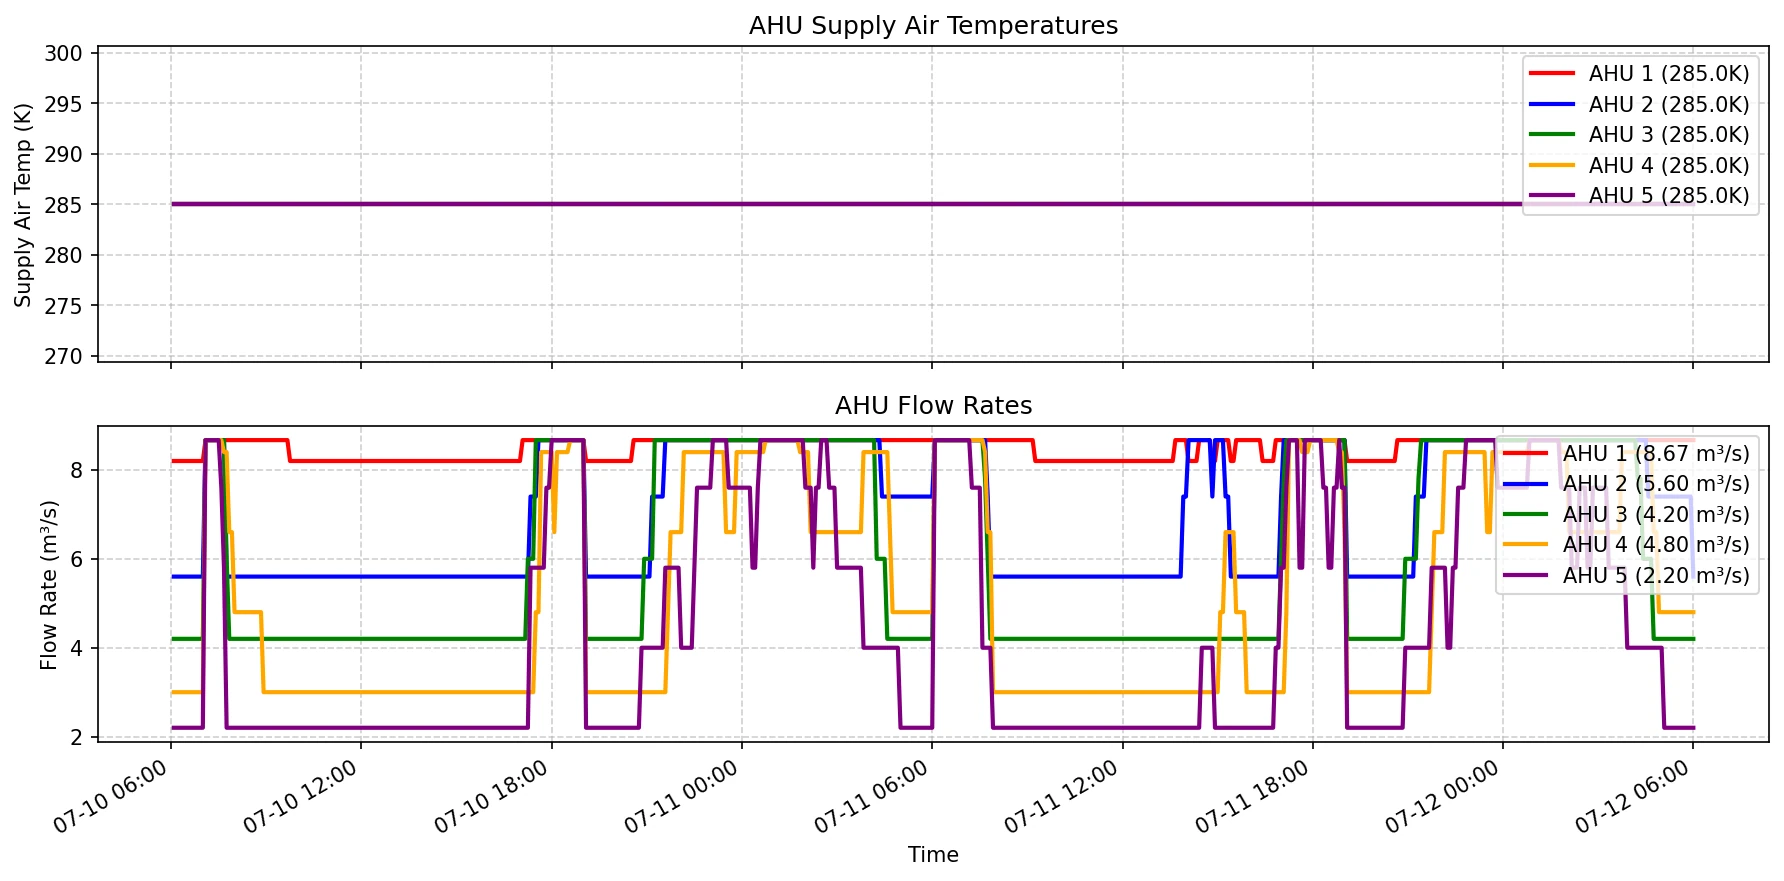 AHU Supply Air Temperatures
Supply Air Temp (K)
300
295
290
285
280
275
270
AHU 1 (285.0K)
AHU 2 (285.0K)
AHU 3 (285.0K)
AHU 4 (285.0K)
AHU 5 (285.0K)
AHU Flow Rates
Flow Rate (m³/s)
8
6
4
2
AHU 1 (8.67 m³/s)
AHU 2 (5.60 m³/s)
AHU 3 (4.20 m³/s)
AHU 4 (4.80 m³/s)
AHU 5 (2.20 m³/s)
07-10 06:00
07-10 12:00
07-10 18:00
07-11 00:00
07-11 06:00
07-11 12:00
07-11 18:00
07-12 00:00
07-12 06:00
Time